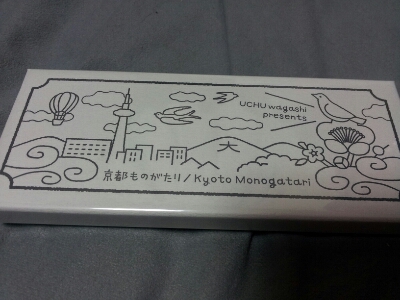 UCHU wagashi
presents
大
京都ものがたり/Kyoto Monogatari